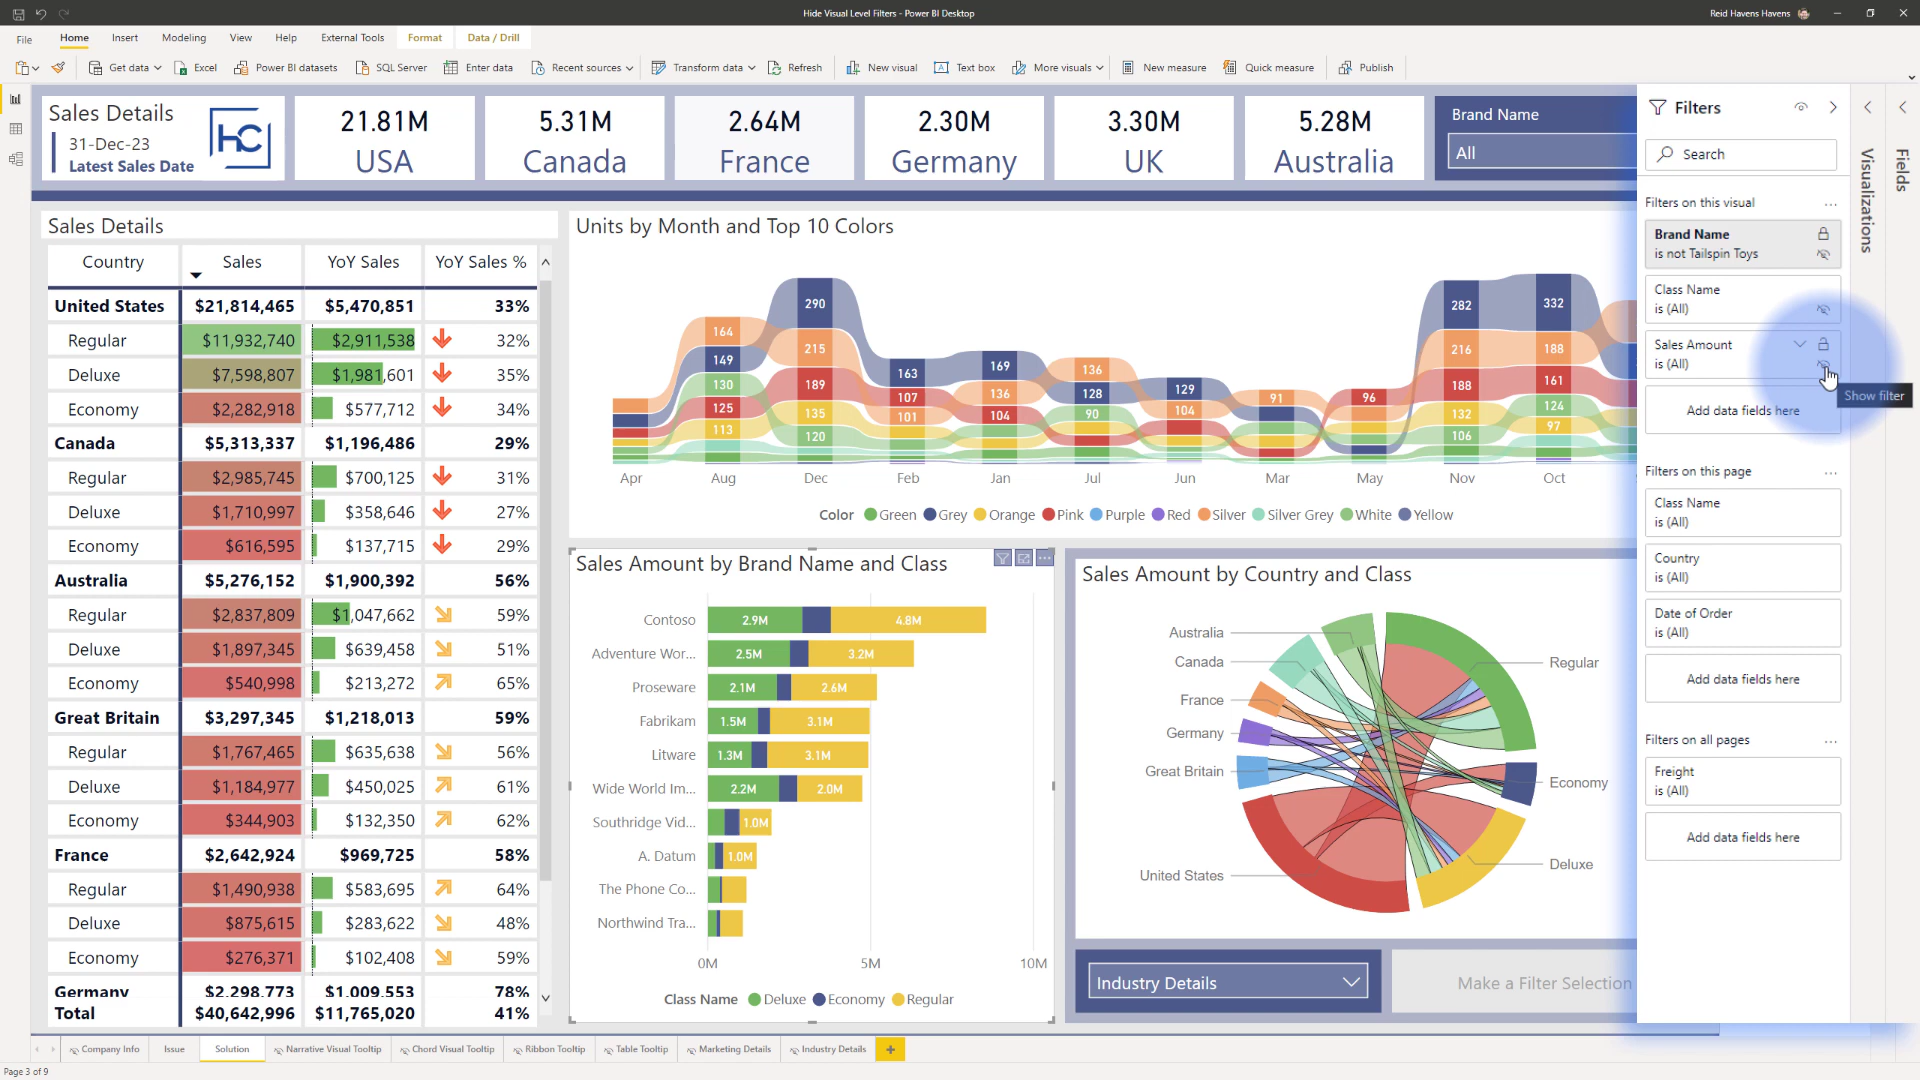 Hide Visual Level Filters - Power BI Desktop
Reid Havens Havens
File
Home
Insert
Modeling
View
Help
External Tools
Format
Data / Drill
Get data
Excel
Power BI datasets
SQL Server
Enter data
Recent sources
Transform data
Refresh
New visual
Text box
More visuals
New measure
Quick measure
Publish
Sales Details
31-Dec-23
Latest Sales Date
HC
21.81M
USA
5.31M
Canada
2.64M
France
2.30M
Germany
3.30M
UK
5.28M
Australia
Brand Name
All
Sales Details
Country Sales YoY Sales YoY Sales %
United States $21,814,465 $5,470,851 33%
Regular $11,932,740 $2,911,538 32%
Deluxe $7,598,807 $1,981,601 35%
Economy $2,282,918 $577,712 34%
Canada $5,313,337 $1,196,486 29%
Regular $2,985,745 $700,125 31%
Deluxe $1,710,997 $358,646 27%
Economy $616,595 $137,715 29%
Australia $5,276,152 $1,900,392 56%
Regular $2,837,809 $1,047,662 59%
Deluxe $1,897,345 $639,458 51%
Economy $540,998 $213,272 65%
Great Britain $3,297,345 $1,218,013 59%
Regular $1,767,465 $635,638 56%
Deluxe $1,184,977 $450,025 61%
Economy $344,903 $132,350 62%
France $2,642,924 $969,725 58%
Regular $1,490,938 $583,695 64%
Deluxe $875,615 $283,622 48%
Economy $276,371 $102,408 59%
Germany $2,298,773 $1,009,553 78%
Total $40,642,996 $11,765,020 41%
Units by Month and Top 10 Colors
164
149
130
125
113
290
215
189
135
120
163
107
101
169
136
104
136
128
90
129
104
91
96
282
216
188
132
106
332
188
161
124
97
Apr Aug Dec Feb Jan Jul Jun Mar May Nov Oct
Color Green Grey Orange Pink Purple Red Silver Silver Grey White Yellow
Sales Amount by Brand Name and Class
Contoso 2.9M 4.8M
Adventure Wor... 2.5M 3.2M
Proseware 2.1M 2.6M
Fabrikam 1.5M 3.1M
Litware 1.3M 3.1M
Wide World Im... 2.2M 2.0M
Southridge Vid... 1.0M
A. Datum 1.0M
The Phone Co...
Northwind Tra...
0M 5M 10M
Class Name Deluxe Economy Regular
Sales Amount by Country and Class
Australia
Canada
France
Germany
Great Britain
United States
Regular
Economy
Deluxe
Industry Details
Make a Filter Selection
Filters
Search
Filters on this visual
Brand Name
is not Tailspin Toys
Class Name
is (All)
Sales Amount
is (All)
Show filter
Add data fields here
Filters on this page
Class Name
is (All)
Country
is (All)
Date of Order
is (All)
Add data fields here
Filters on all pages
Freight
is (All)
Add data fields here
Visualizations
Fields
Company Info
Issue
Solution
Narrative Visual Tooltip
Chord Visual Tooltip
Ribbon Tooltip
Table Tooltip
Marketing Details
Industry Details
+
Page 3 of 9